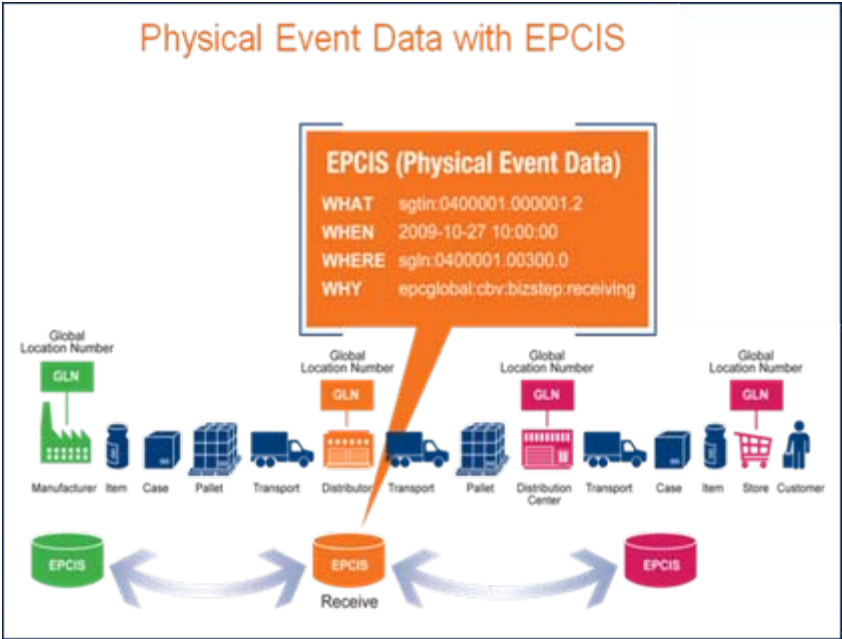 Physical Event Data with EPCIS
EPCIS (Physical Event Data)
WHAT sgtin:0400001.000001.2
WHEN 2009-10-27 10:00:00
WHERE sgln:0400001.00300.0
WHY epcglobal:cbv:bizstep:receiving
Global
Location Number
GLN
Global
Location Number
GLN
Global
Location Number
GLN
Global
Location Number
GLN
Manufacturer Item Case Pallet Transport Distributor Transport Pallet Distribution Center Transport Case Item Store Customer
EPCIS EPCIS EPCIS
Receive